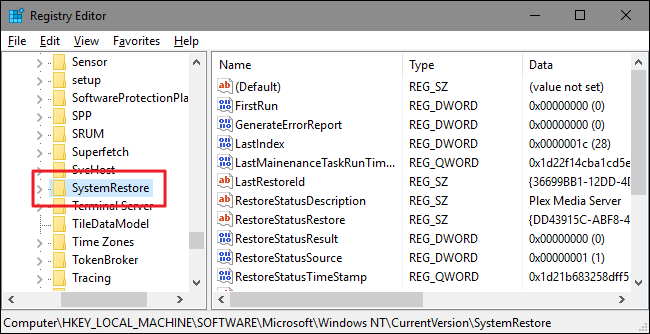 Registry Editor
File Edit View Favorites Help
Sensor
setup
SoftwareProtectionPla
SPP
SRUM
Superfetch
SvcHost
SystemRestore
Terminal Server
TileDataModel
Time Zones
TokenBroker
Tracing
Name Type Data
(Default) REG_SZ (value not set)
FirstRun REG_DWORD 0x00000000 (0)
GenerateErrorReport REG_DWORD 0x00000000 (0)
LastIndex REG_DWORD 0x0000001c (28)
LastMainenanceTaskRunTime... REG_QWORD 0x1d22f14cba1cd5e
LastRestoreId REG_SZ {36699BB1-12DD-4D
RestoreStatusDescription REG_SZ Plex Media Server
RestoreStatusRestore REG_SZ {DD43915C-ABF8-4
RestoreStatusResult REG_DWORD 0x00000000 (0)
RestoreStatusSource REG_DWORD 0x00000001 (1)
RestoreStatusTimeStamp REG_QWORD 0x1d21b683258dff5
Computer\HKEY_LOCAL_MACHINE\SOFTWARE\Microsoft\Windows NT\CurrentVersion\SystemRestore